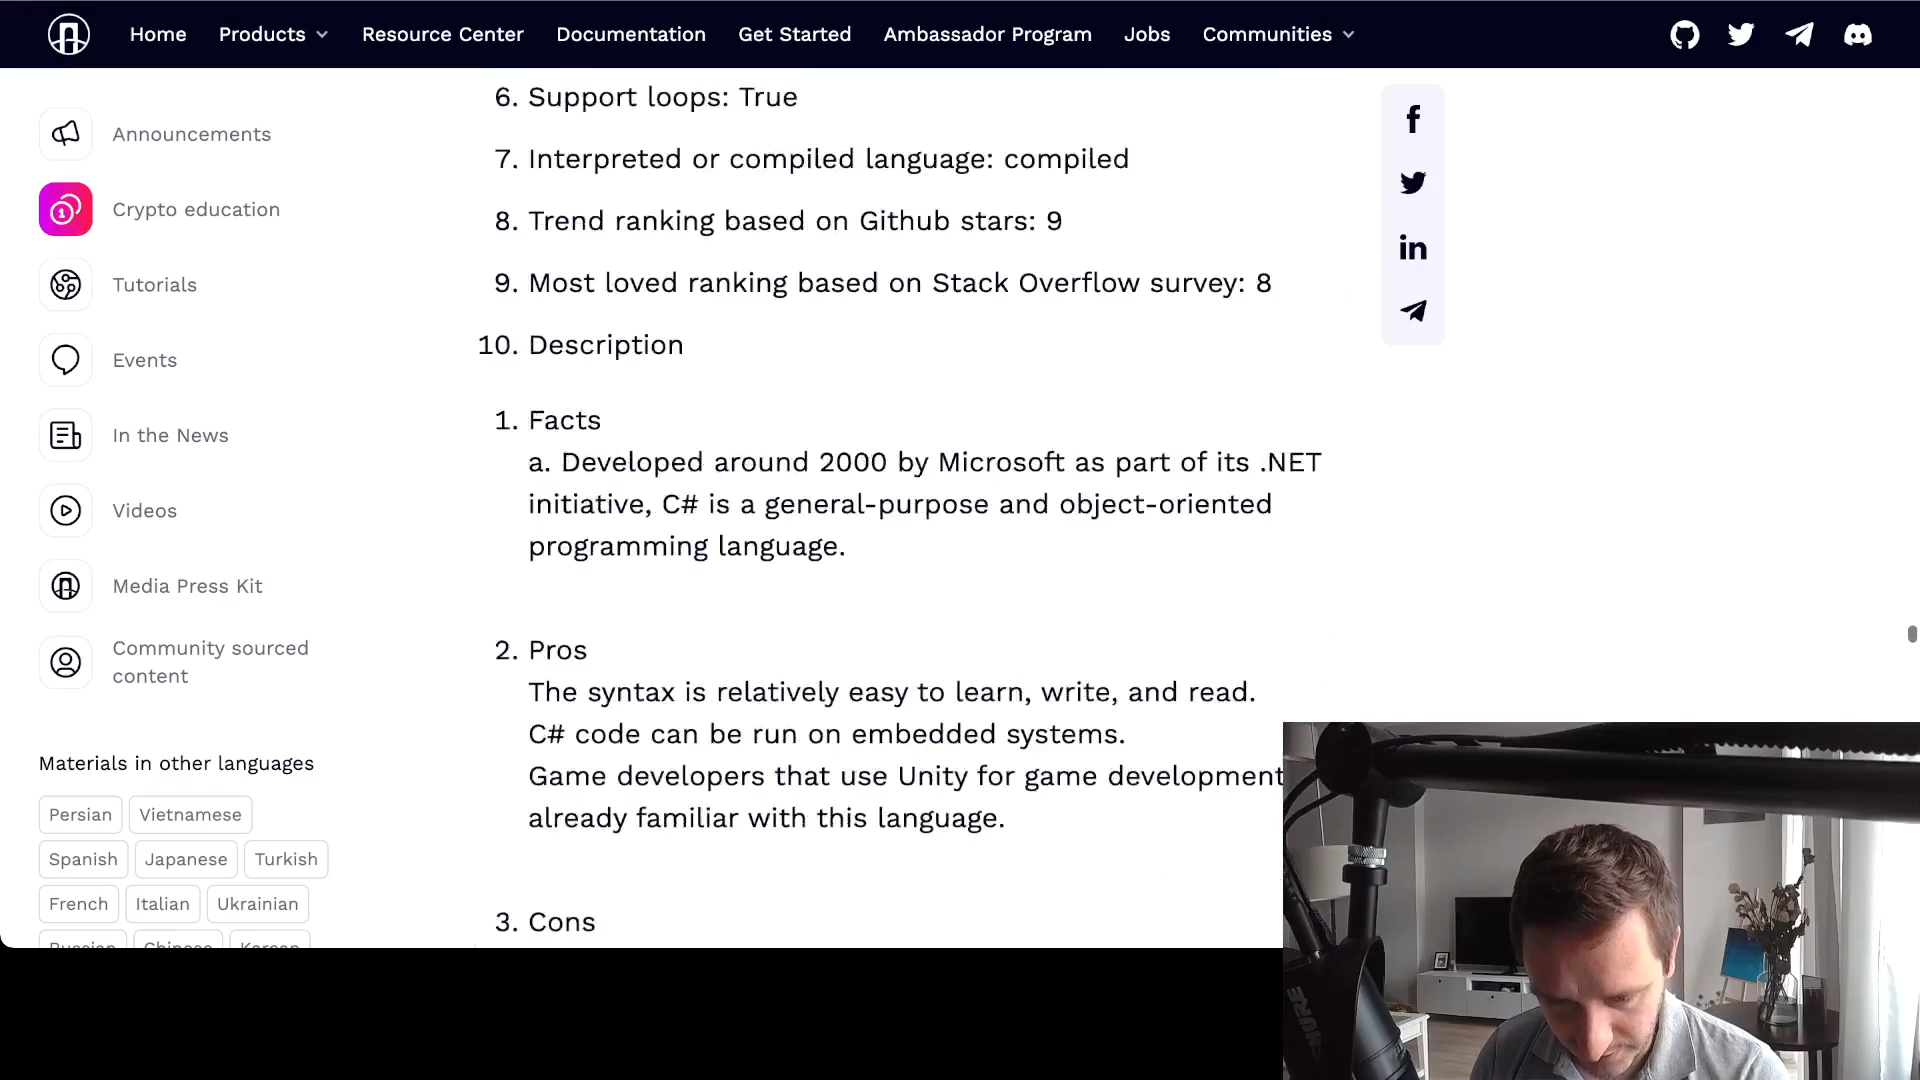 Home
Products
Resource Center
Documentation
Get Started
Ambassador Program
Jobs
Communities
Announcements
Crypto education
Tutorials
Events
In the News
Videos
Media Press Kit
Community sourced
content
Materials in other languages
Persian
Vietnamese
Spanish
Japanese
Turkish
French
Italian
Ukrainian
Russian
Chinese
Korean
6. Support loops: True
7. Interpreted or compiled language: compiled
8. Trend ranking based on Github stars: 9
9. Most loved ranking based on Stack Overflow survey: 8
10. Description
1. Facts
a. Developed around 2000 by Microsoft as part of its .NET
initiative, C# is a general-purpose and object-oriented
programming language.
2. Pros
The syntax is relatively easy to learn, write, and read.
C# code can be run on embedded systems.
Game developers that use Unity for game development
already familiar with this language.
3. Cons
f
in
SHURE